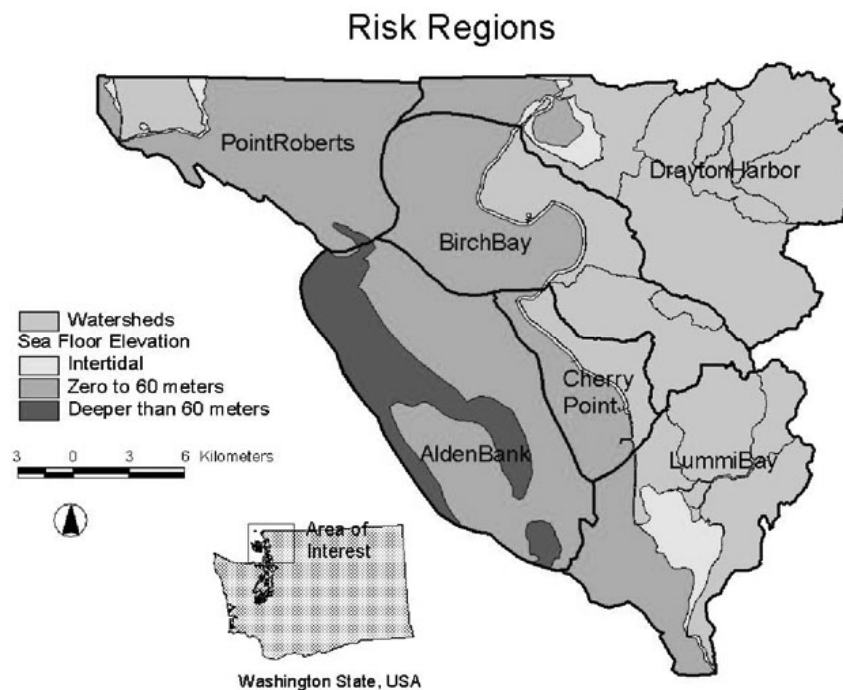 Risk Regions
PointRoberts
DraytonHarbor
BirchBay
Watersheds
Sea Floor Elevation
Intertidal
Zero to 60 meters
Deeper than 60 meters
Cherry
Point
AldenBank
LummiBay
3 0 3 6 Kilometers
Area of
Interest
Washington State, USA